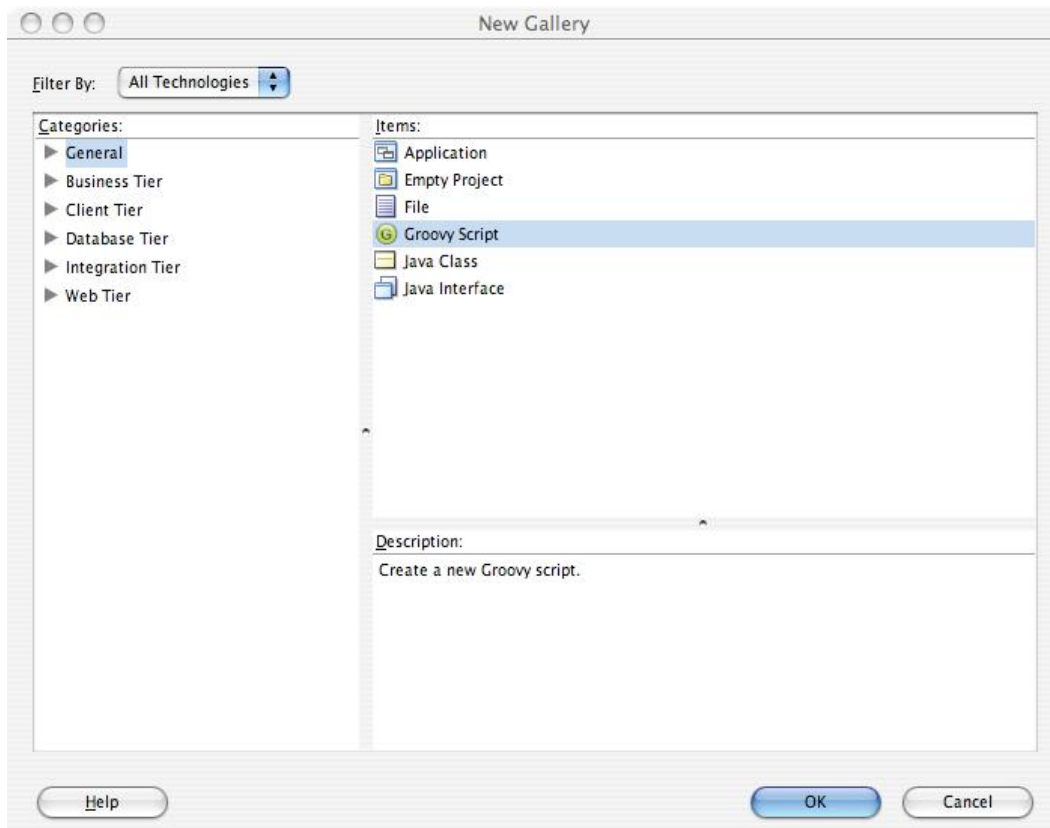 New Gallery
Filter By: All Technologies
Categories:
General
Business Tier
Client Tier
Database Tier
Integration Tier
Web Tier
Items:
Application
Empty Project
File
G Groovy Script
Java Class
Java Interface
Description:
Create a new Groovy script.
Help
OK
Cancel